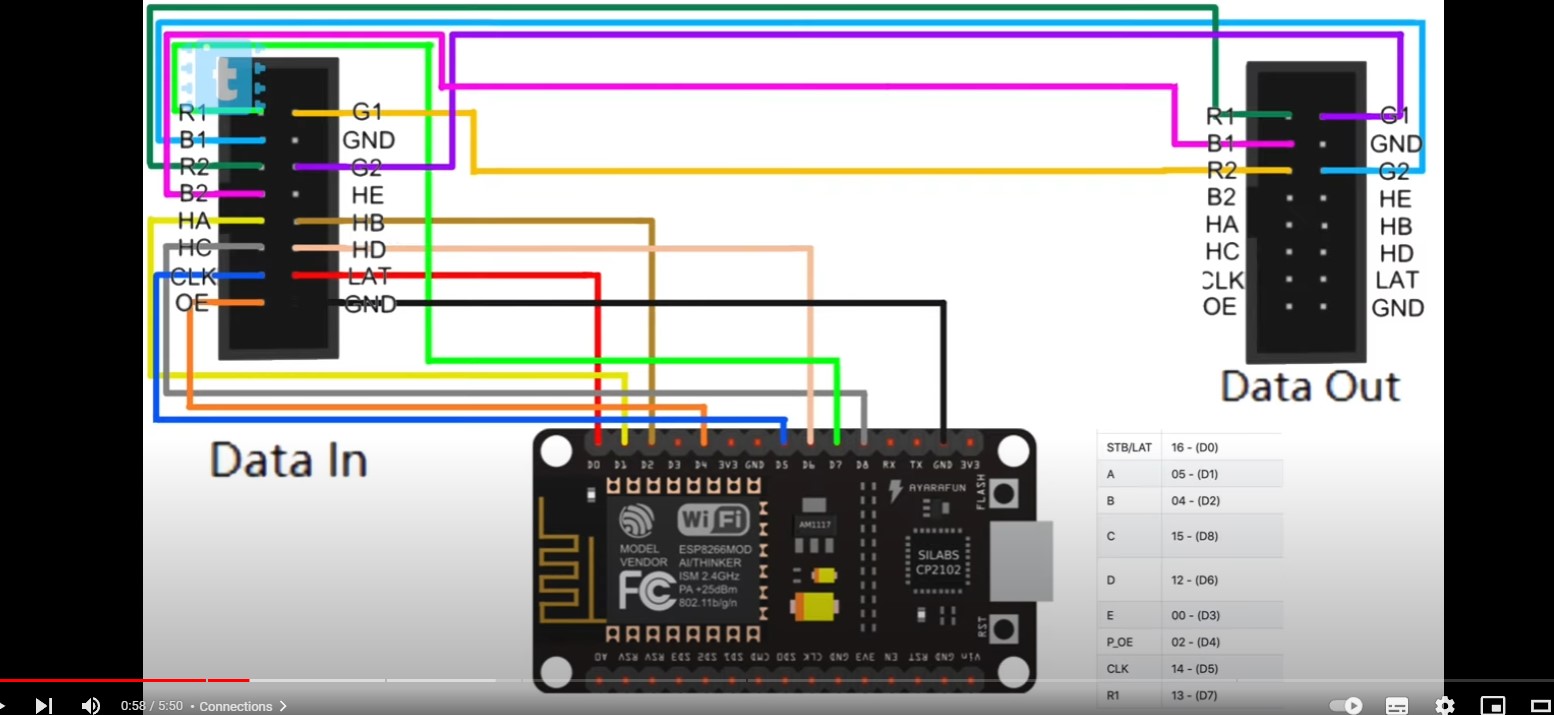 t
R1 G1
B1 GND
R2 G2
B2 HE
HA HB
HC HD
CLK LAT
OE GND
Data In
R1 G1
B1 GND
R2 G2
B2 HE
HA HB
HC HD
CLK LAT
OE GND
Data Out
D0 D1 D2 D3 D4 3V3 GND D5 D6 D7 D8 RX TX GND 3V3
AYARAFUN
FLASH
WiFi
MODEL ESP8266MOD
VENDOR AI/THINKER
ISM 2.4GHz
PA +25dBm
802.11b/g/n
FC
AM1117
SILABS
CP2102
RST
A0 RSV RSV SD3 SD2 SD1 CMD SD0 CLK GND 3V3 EN RST GND Vin
STB/LAT 16 - (D0)
A 05 - (D1)
B 04 - (D2)
C 15 - (D8)
D 12 - (D6)
E 00 - (D3)
P_OE 02 - (D4)
CLK 14 - (D5)
R1 13 - (D7)
0:58 / 5:50 • Connections >